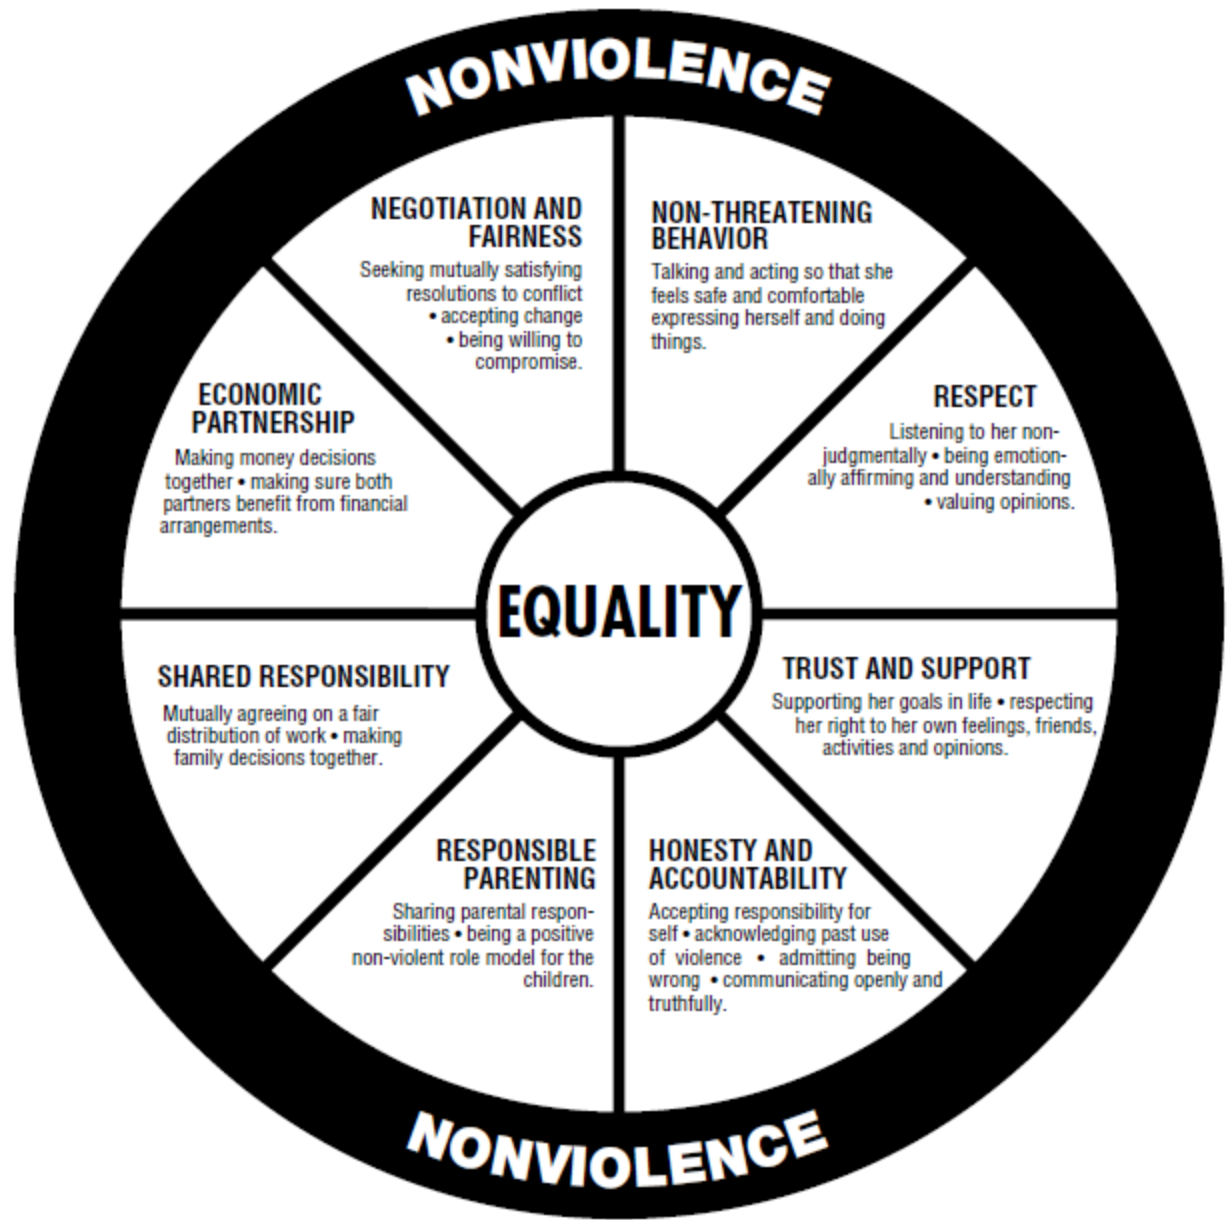 NONVIOLENCE
NEGOTIATION AND
FAIRNESS
Seeking mutually satisfying
resolutions to conflict
• accepting change
• being willing to
compromise.
NON-THREATENING
BEHAVIOR
Talking and acting so that she
feels safe and comfortable
expressing herself and doing
things.
ECONOMIC
PARTNERSHIP
Making money decisions
together • making sure both
partners benefit from financial
arrangements.
RESPECT
Listening to her non-
judgmentally • being emotion-
ally affirming and understanding
• valuing opinions.
EQUALITY
SHARED RESPONSIBILITY
Mutually agreeing on a fair
distribution of work • making
family decisions together.
TRUST AND SUPPORT
Supporting her goals in life • respecting
her right to her own feelings, friends,
activities and opinions.
RESPONSIBLE
PARENTING
Sharing parental respon-
sibilities • being a positive
non-violent role model for the
children.
HONESTY AND
ACCOUNTABILITY
Accepting responsibility for
self • acknowledging past use
of violence • admitting being
wrong • communicating openly and
truthfully.
NONVIOLENCE